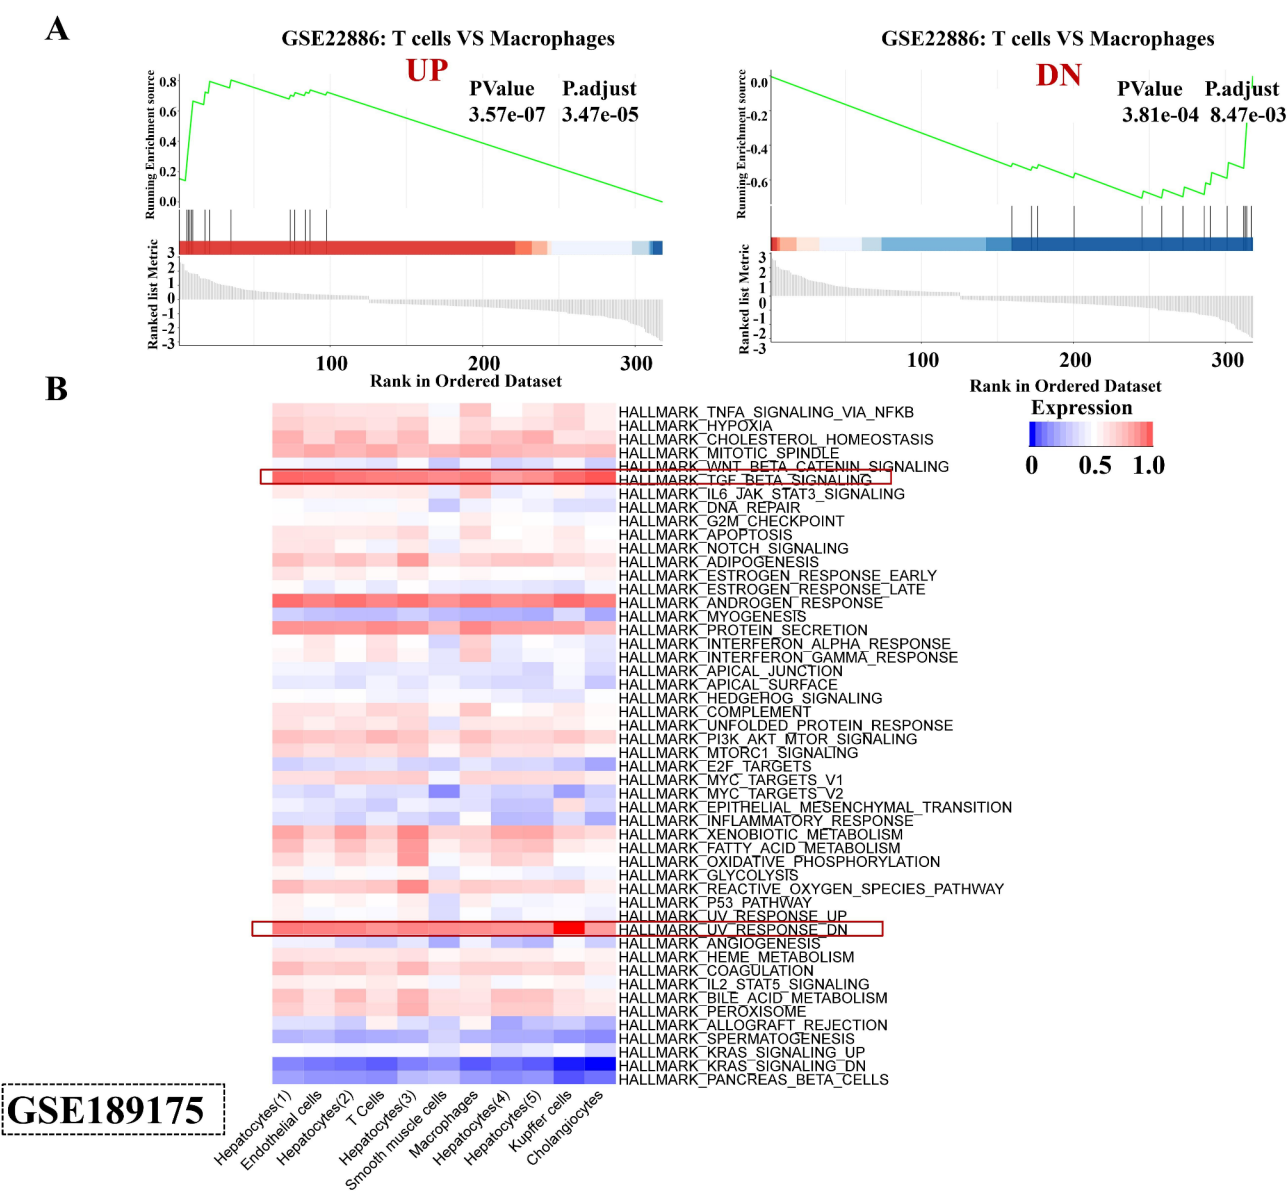 A
GSE22886: T cells VS Macrophages
UP
PValue P.adjust
3.57e-07 3.47e-05
Running Enrichment source
0.8
0.6
0.4
0.2
0.0
Ranked list Metric
3
2
1
0
-1
-2
-3
100 200 300
Rank in Ordered Dataset
GSE22886: T cells VS Macrophages
DN
PValue P.adjust
3.81e-04 8.47e-03
Running Enrichment source
0.0
-0.2
-0.4
-0.6
Ranked list Metric
3
2
1
0
-1
-2
-3
100 200 300
Rank in Ordered Dataset
B
HALLMARK_TNFA_SIGNALING_VIA_NFKB
HALLMARK_HYPOXIA
HALLMARK_CHOLESTEROL_HOMEOSTASIS
HALLMARK_MITOTIC_SPINDLE
HALLMARK_WNT_BETA_CATENIN_SIGNALING
HALLMARK_TGF_BETA_SIGNALING
HALLMARK_IL6_JAK_STAT3_SIGNALING
HALLMARK_DNA_REPAIR
HALLMARK_G2M_CHECKPOINT
HALLMARK_APOPTOSIS
HALLMARK_NOTCH_SIGNALING
HALLMARK_ADIPOGENESIS
HALLMARK_ESTROGEN_RESPONSE_EARLY
HALLMARK_ESTROGEN_RESPONSE_LATE
HALLMARK_ANDROGEN_RESPONSE
HALLMARK_MYOGENESIS
HALLMARK_PROTEIN_SECRETION
HALLMARK_INTERFERON_ALPHA_RESPONSE
HALLMARK_INTERFERON_GAMMA_RESPONSE
HALLMARK_APICAL_JUNCTION
HALLMARK_APICAL_SURFACE
HALLMARK_HEDGEHOG_SIGNALING
HALLMARK_COMPLEMENT
HALLMARK_UNFOLDED_PROTEIN_RESPONSE
HALLMARK_PI3K_AKT_MTOR_SIGNALING
HALLMARK_MTORC1_SIGNALING
HALLMARK_E2F_TARGETS
HALLMARK_MYC_TARGETS_V1
HALLMARK_MYC_TARGETS_V2
HALLMARK_EPITHELIAL_MESENCHYMAL_TRANSITION
HALLMARK_INFLAMMATORY_RESPONSE
HALLMARK_XENOBIOTIC_METABOLISM
HALLMARK_FATTY_ACID_METABOLISM
HALLMARK_OXIDATIVE_PHOSPHORYLATION
HALLMARK_GLYCOLYSIS
HALLMARK_REACTIVE_OXYGEN_SPECIES_PATHWAY
HALLMARK_P53_PATHWAY
HALLMARK_UV_RESPONSE_UP
HALLMARK_UV_RESPONSE_DN
HALLMARK_ANGIOGENESIS
HALLMARK_HEME_METABOLISM
HALLMARK_COAGULATION
HALLMARK_IL2_STAT5_SIGNALING
HALLMARK_BILE_ACID_METABOLISM
HALLMARK_PEROXISOME
HALLMARK_ALLOGRAFT_REJECTION
HALLMARK_SPERMATOGENESIS
HALLMARK_KRAS_SIGNALING_UP
HALLMARK_KRAS_SIGNALING_DN
HALLMARK_PANCREAS_BETA_CELLS
Expression
0 0.5 1.0
GSE189175
Hepatocytes(1)
Endothelial cells
Hepatocytes(2)
T Cells
Hepatocytes(3)
Smooth muscle cells
Macrophages
Hepatocytes(4)
Hepatocytes(5)
Kupffer cells
Cholangiocytes